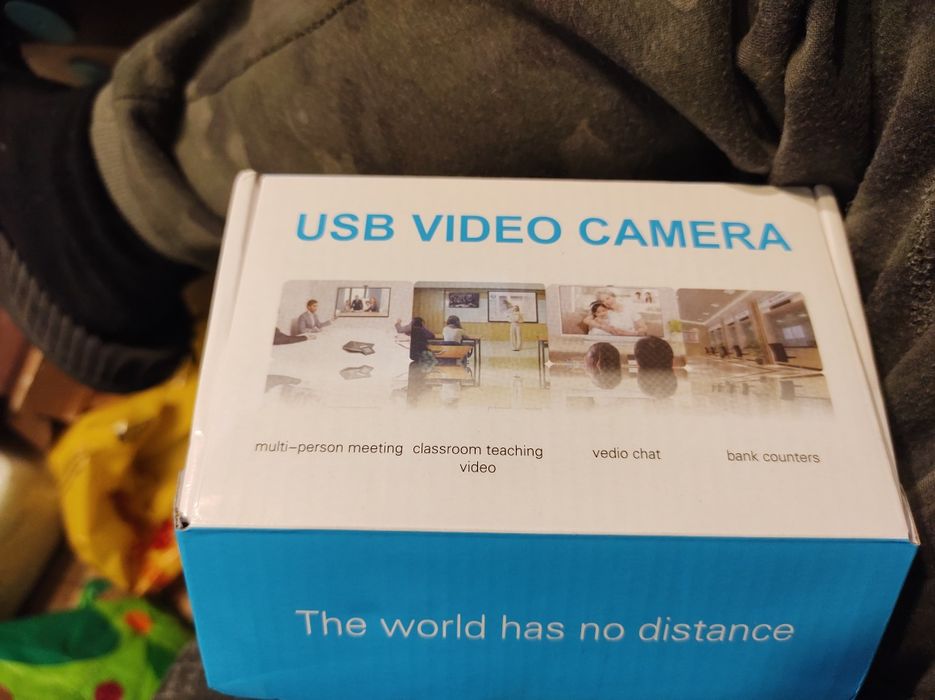 USB VIDEO CAMERA
multi-person meeting
classroom teaching
video
vedio chat
bank counters
The world has no distance